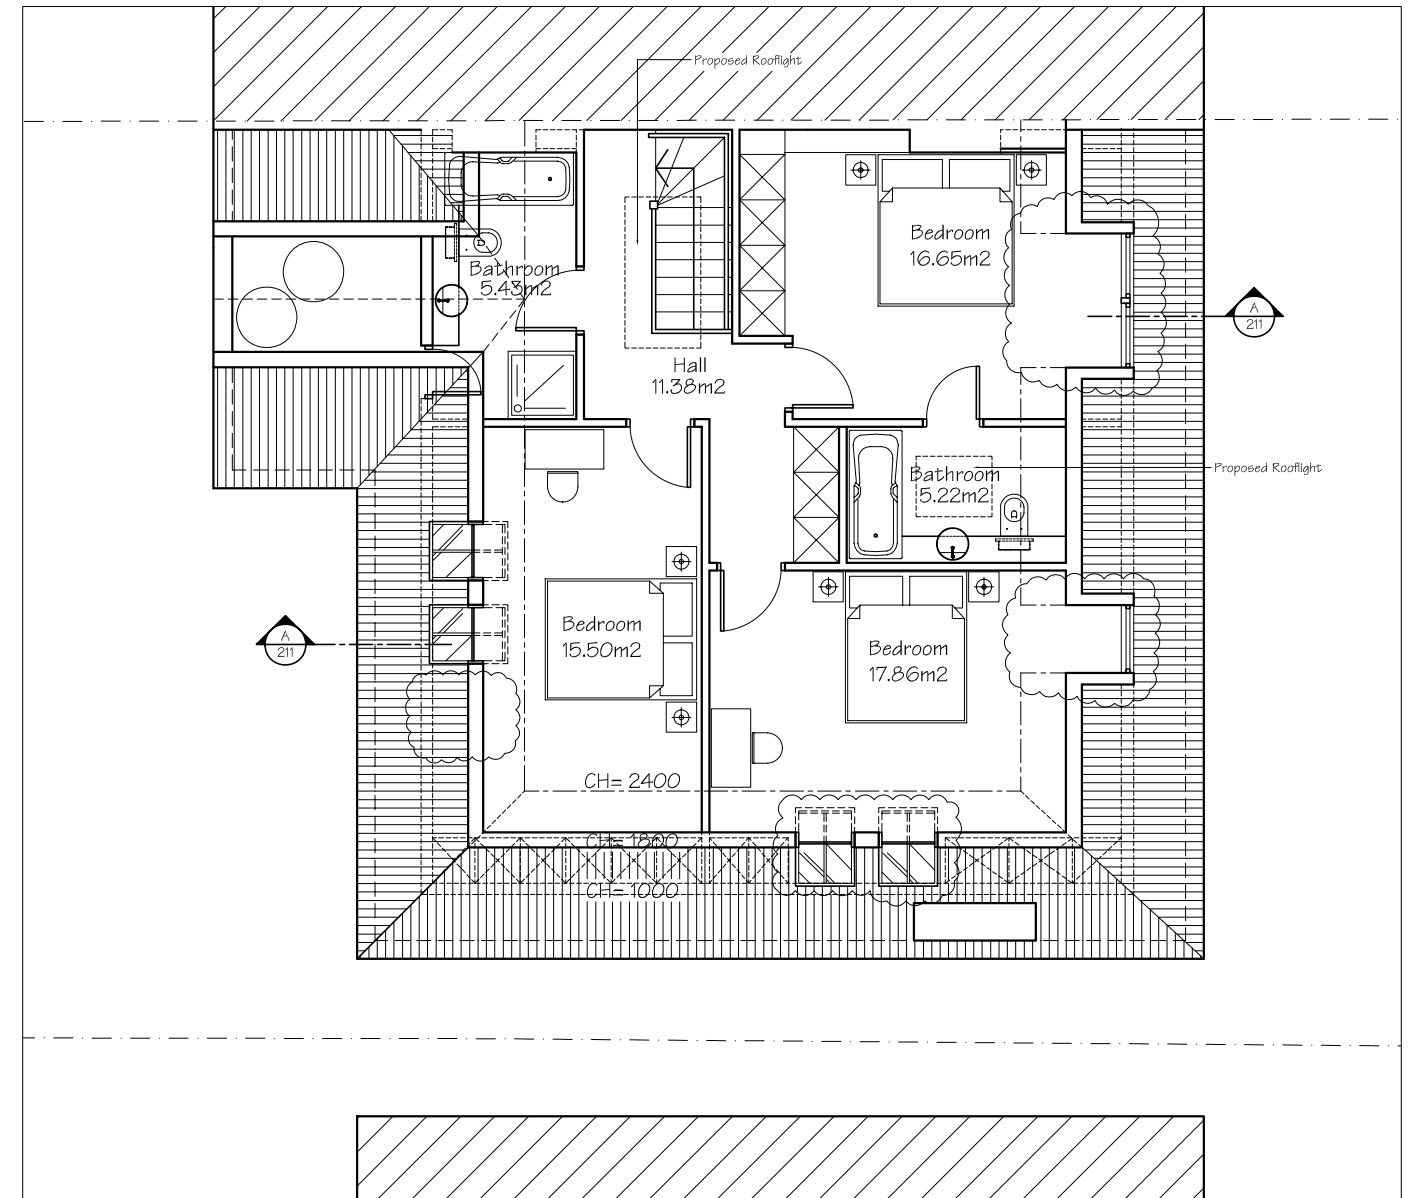 Proposed Rooflight
Bedroom
16.65m2
Bathroom
5.43m2
A
211
Hall
11.38m2
Proposed Rooflight
Bathroom
5.22m2
A
211
Bedroom
15.50m2
Bedroom
17.86m2
CH= 2400
CH= 1800
CH= 1000